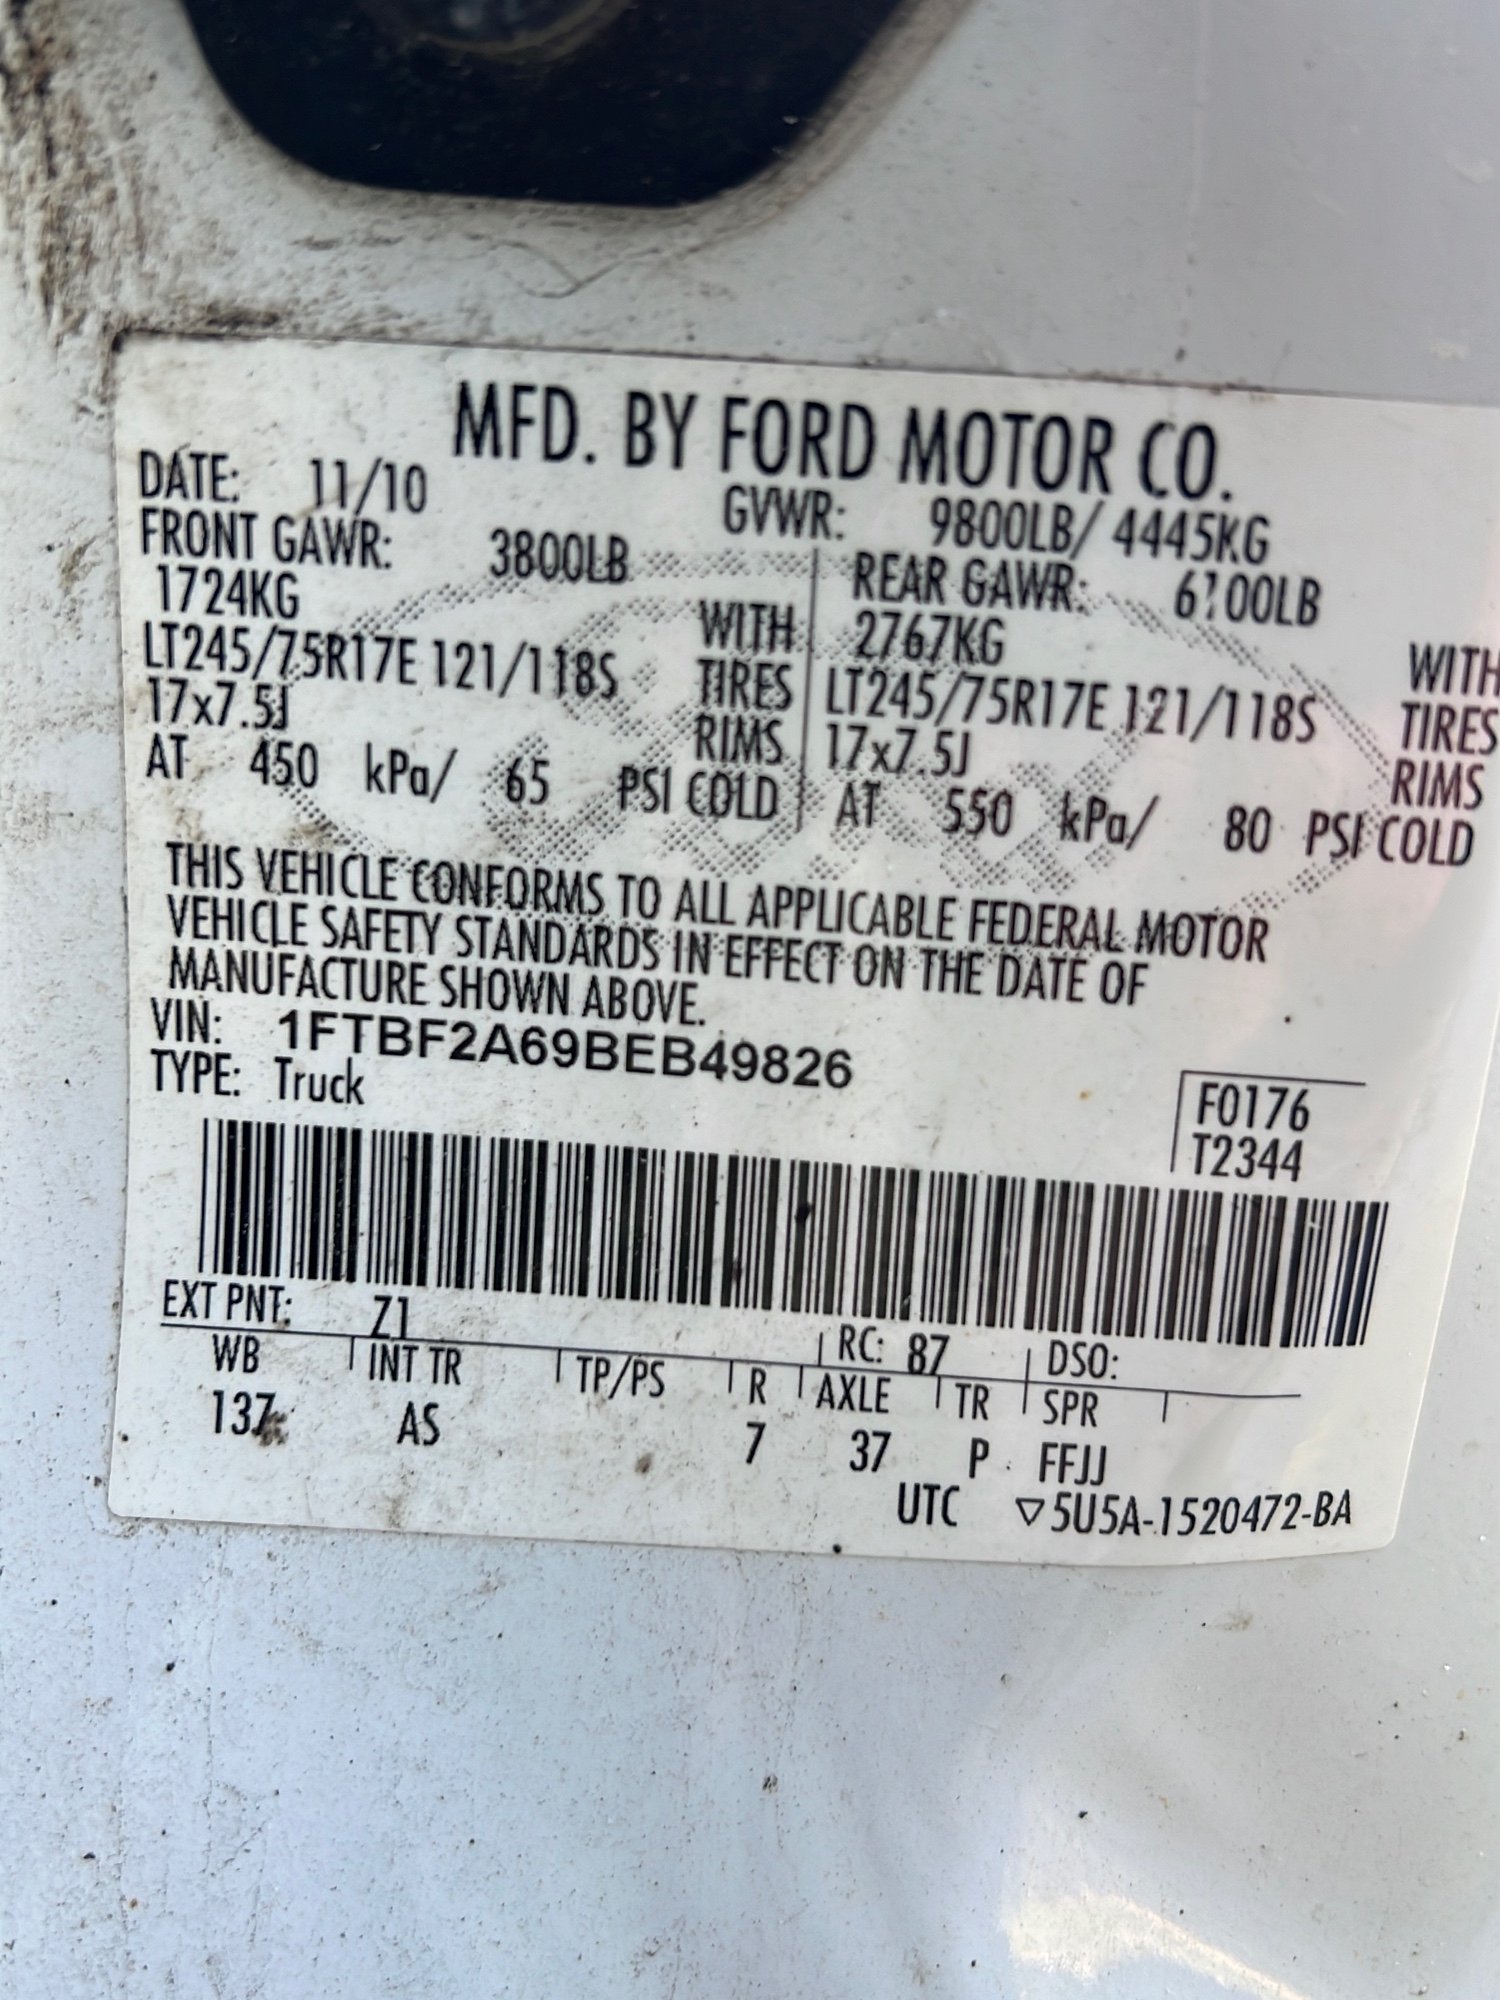 MFD. BY FORD MOTOR CO.
DATE: 11/10 GVWR: 9800LB/ 4445KG
FRONT GAWR: 3800LB REAR GAWR: 6100LB
1724KG WITH 2767KG WITH
LT245/75R17E 121/118S TIRES LT245/75R17E 121/118S TIRES
17x7.5J RIMS 17x7.5J RIMS
AT 450 kPa/ 65 PSI COLD AT 550 kPa/ 80 PSI COLD
THIS VEHICLE CONFORMS TO ALL APPLICABLE FEDERAL MOTOR
VEHICLE SAFETY STANDARDS IN EFFECT ON THE DATE OF
MANUFACTURE SHOWN ABOVE.
VIN: 1FTBF2A69BEB49826
TYPE: Truck
F0176
T2344
EXT PNT: Z1 RC: 87 DSO:
WB INT TR TP/PS R AXLE TR SPR
137 AS 7 37 P FFJJ
UTC ▽5U5A-1520472-BA